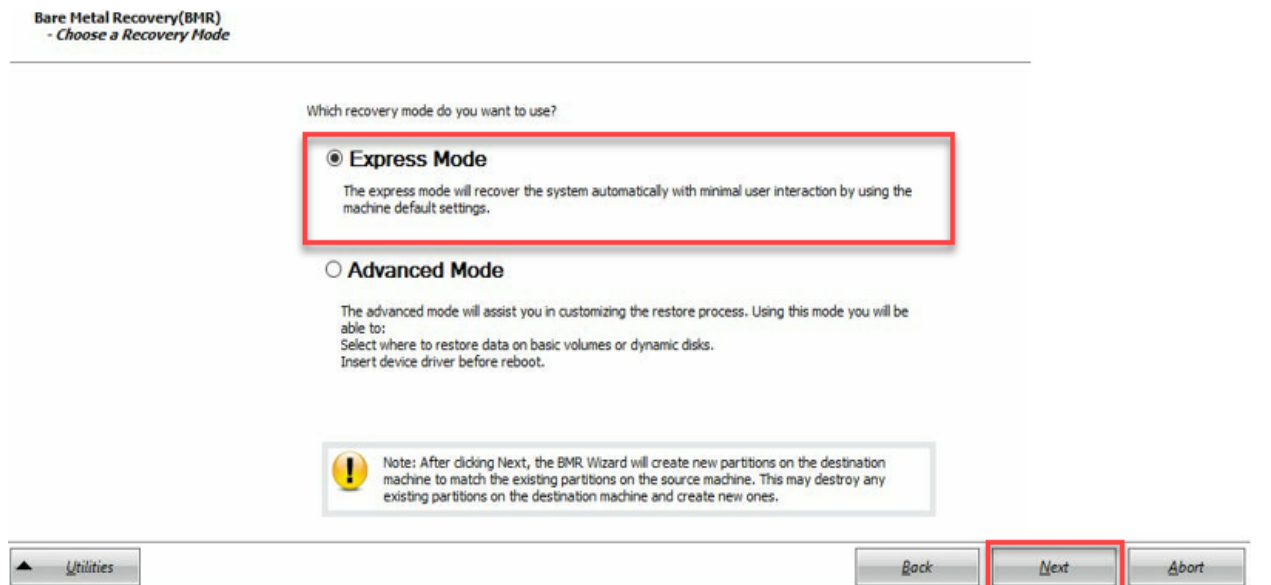 Bare Metal Recovery(BMR)
- Choose a Recovery Mode
Which recovery mode do you want to use?
Express Mode
The express mode will recover the system automatically with minimal user interaction by using the
machine default settings.
Advanced Mode
The advanced mode will assist you in customizing the restore process. Using this mode you will be
able to:
Select where to restore data on basic volumes or dynamic disks.
Insert device driver before reboot.
Note: After clicking Next, the BMR Wizard will create new partitions on the destination
machine to match the existing partitions on the source machine. This may destroy any
existing partitions on the destination machine and create new ones.
Utilities Back Next Abort